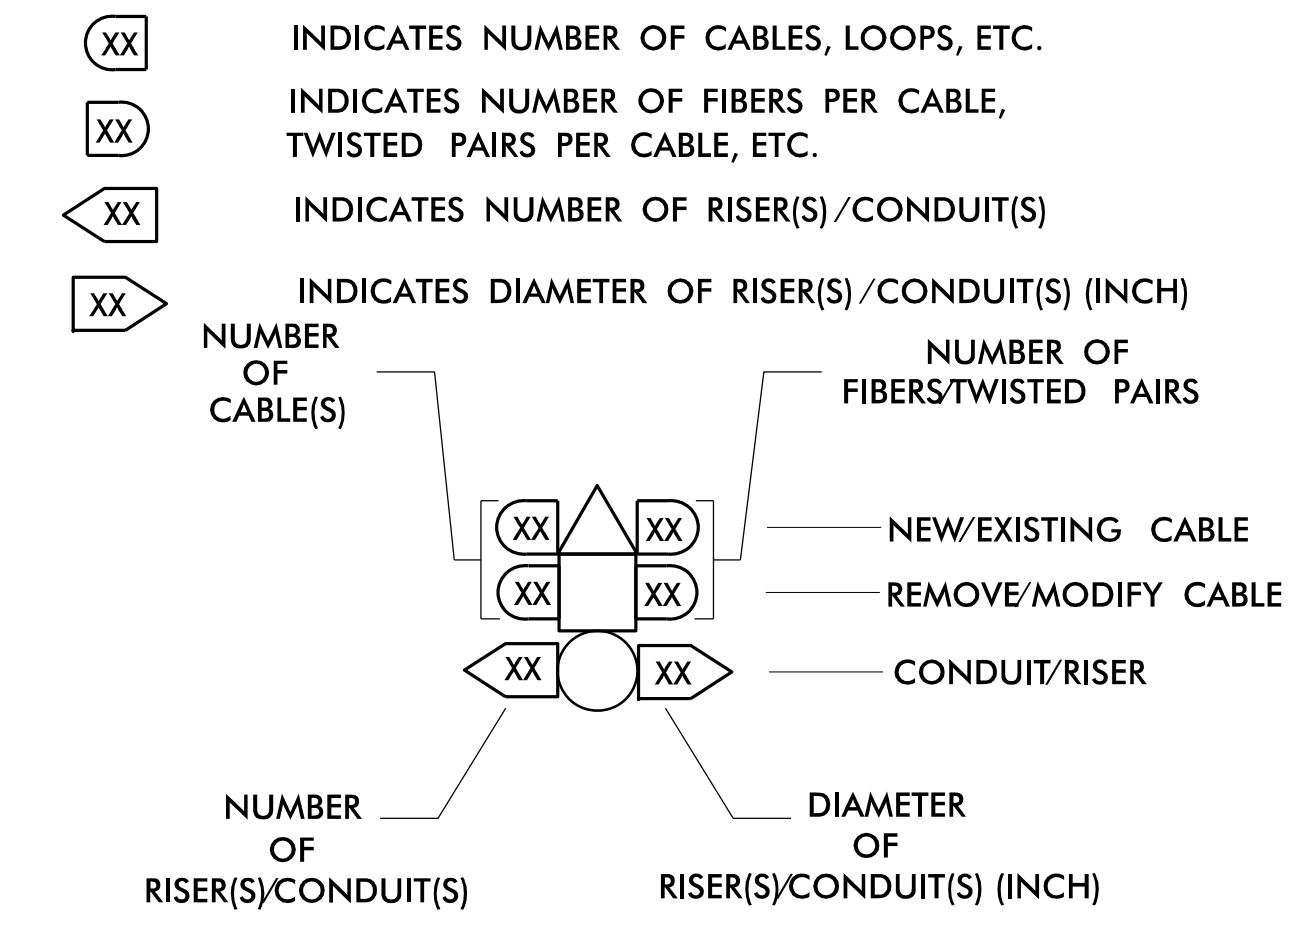 XX INDICATES NUMBER OF CABLES, LOOPS, ETC.
XX INDICATES NUMBER OF FIBERS PER CABLE,
TWISTED PAIRS PER CABLE, ETC.
XX INDICATES NUMBER OF RISER(S)/CONDUIT(S)
XX INDICATES DIAMETER OF RISER(S)/CONDUIT(S) (INCH)
NUMBER
OF
CABLE(S)
NUMBER OF
FIBERS/TWISTED PAIRS
XX XX NEW/EXISTING CABLE
XX XX REMOVE/MODIFY CABLE
XX XX CONDUIT/RISER
NUMBER
OF
RISER(S)/CONDUIT(S)
DIAMETER
OF
RISER(S)/CONDUIT(S) (INCH)